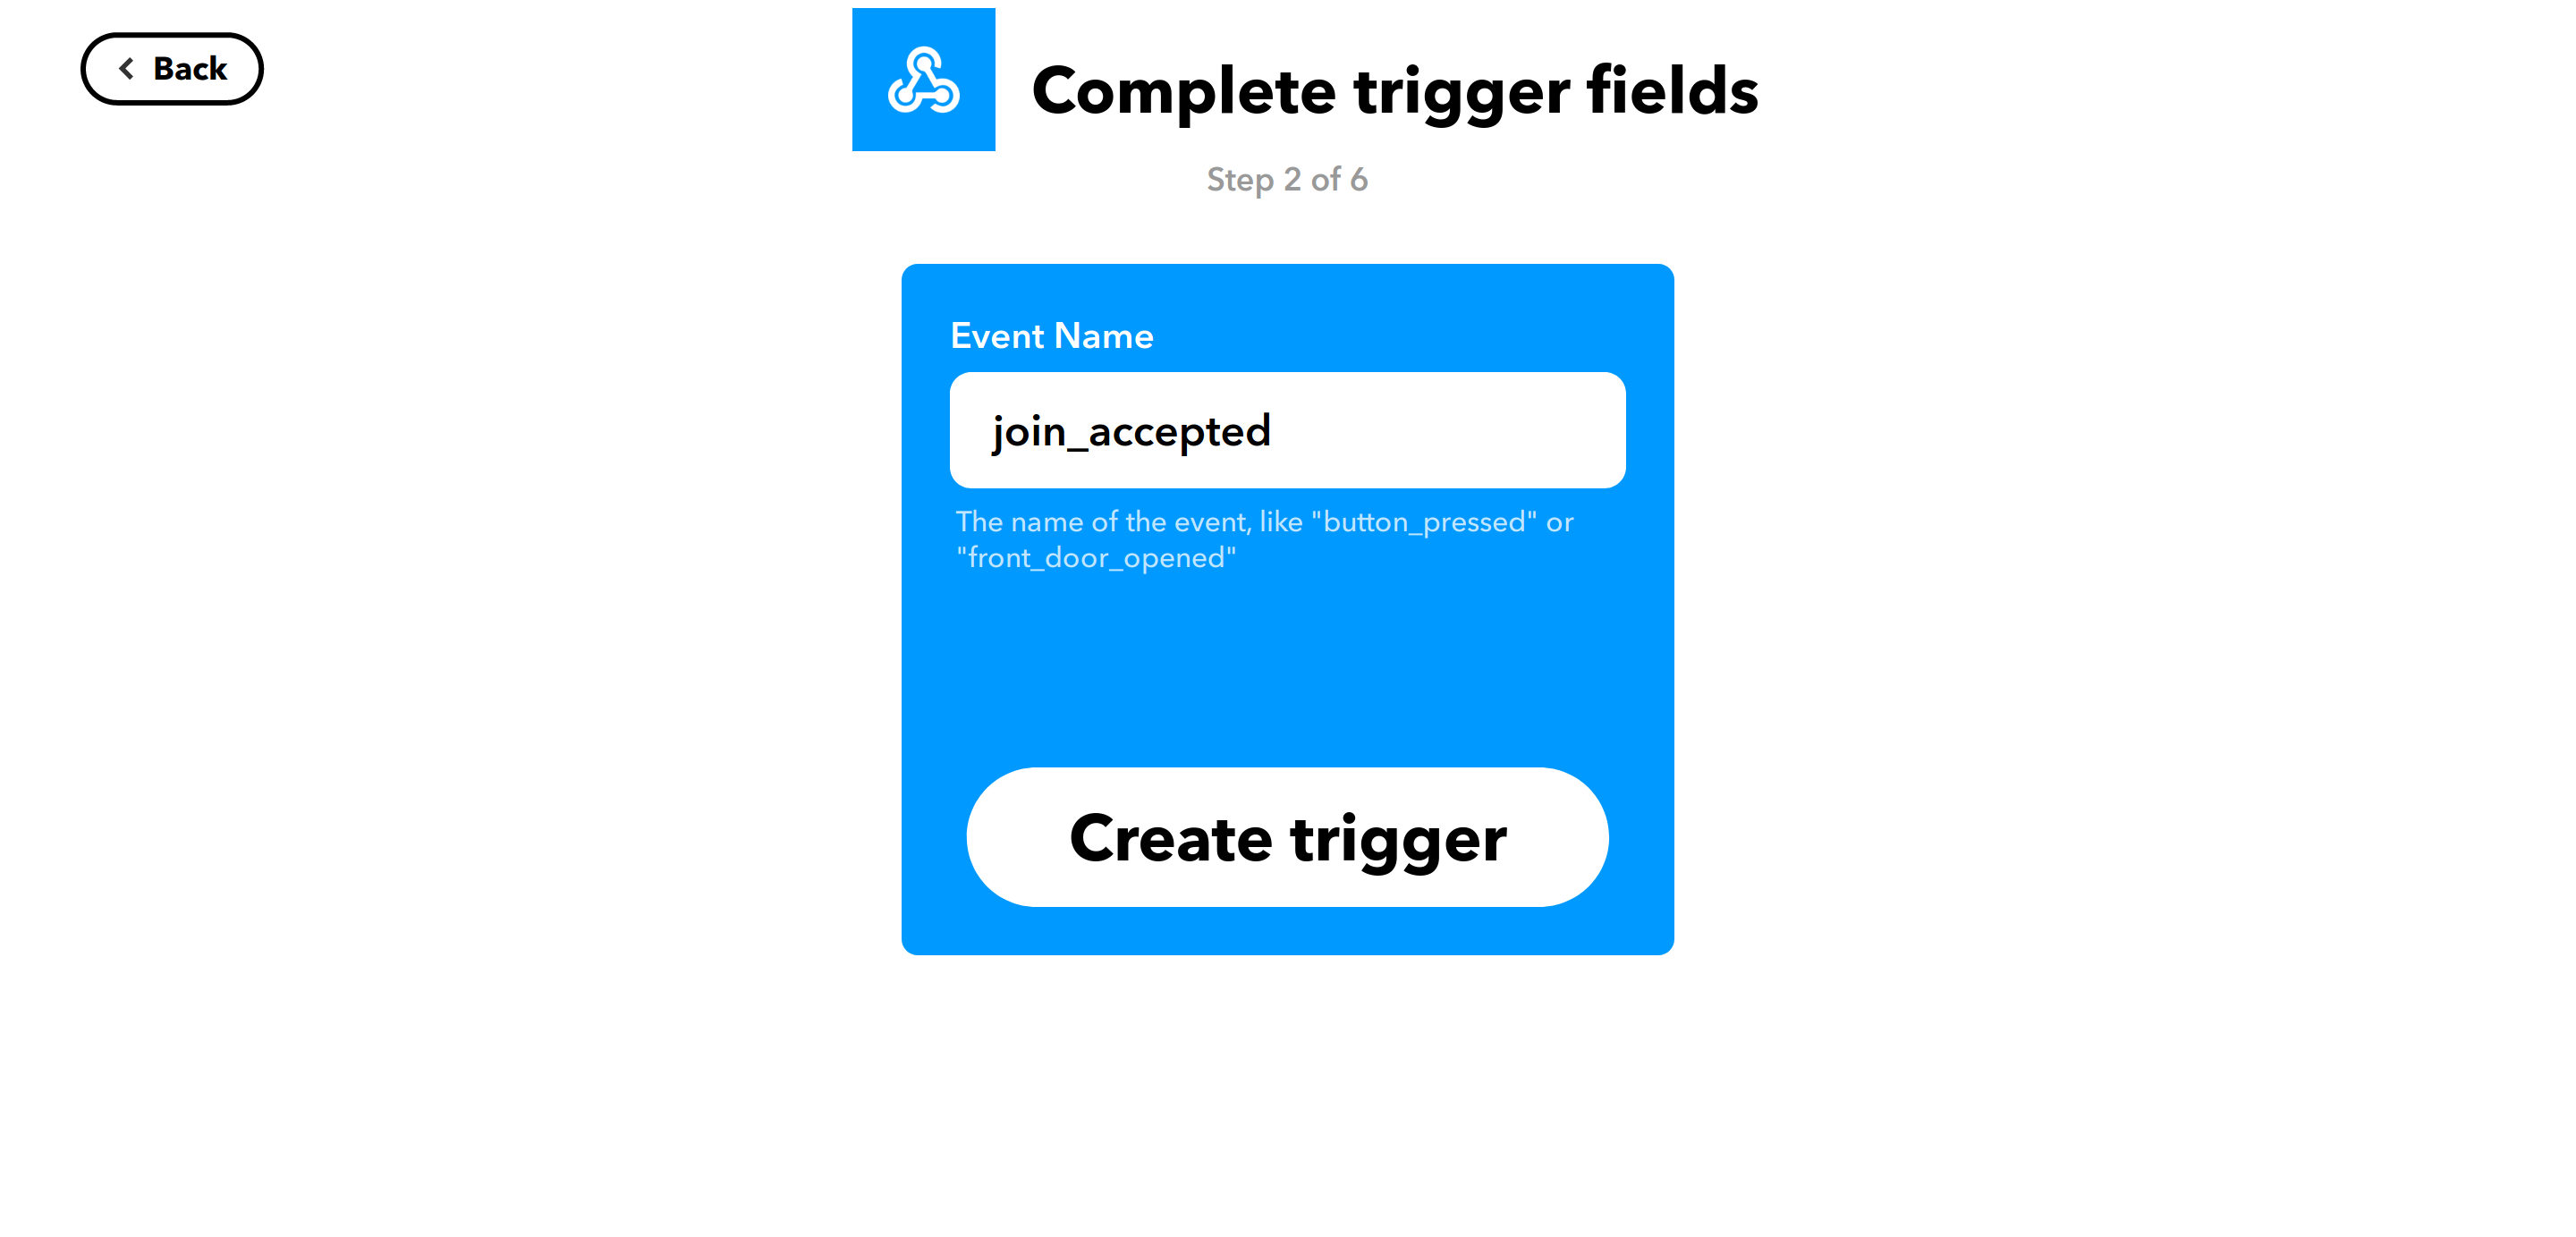 Back
Complete trigger fields
Step 2 of 6
Event Name
join_accepted
The name of the event, like "button_pressed" or
"front_door_opened"
Create trigger